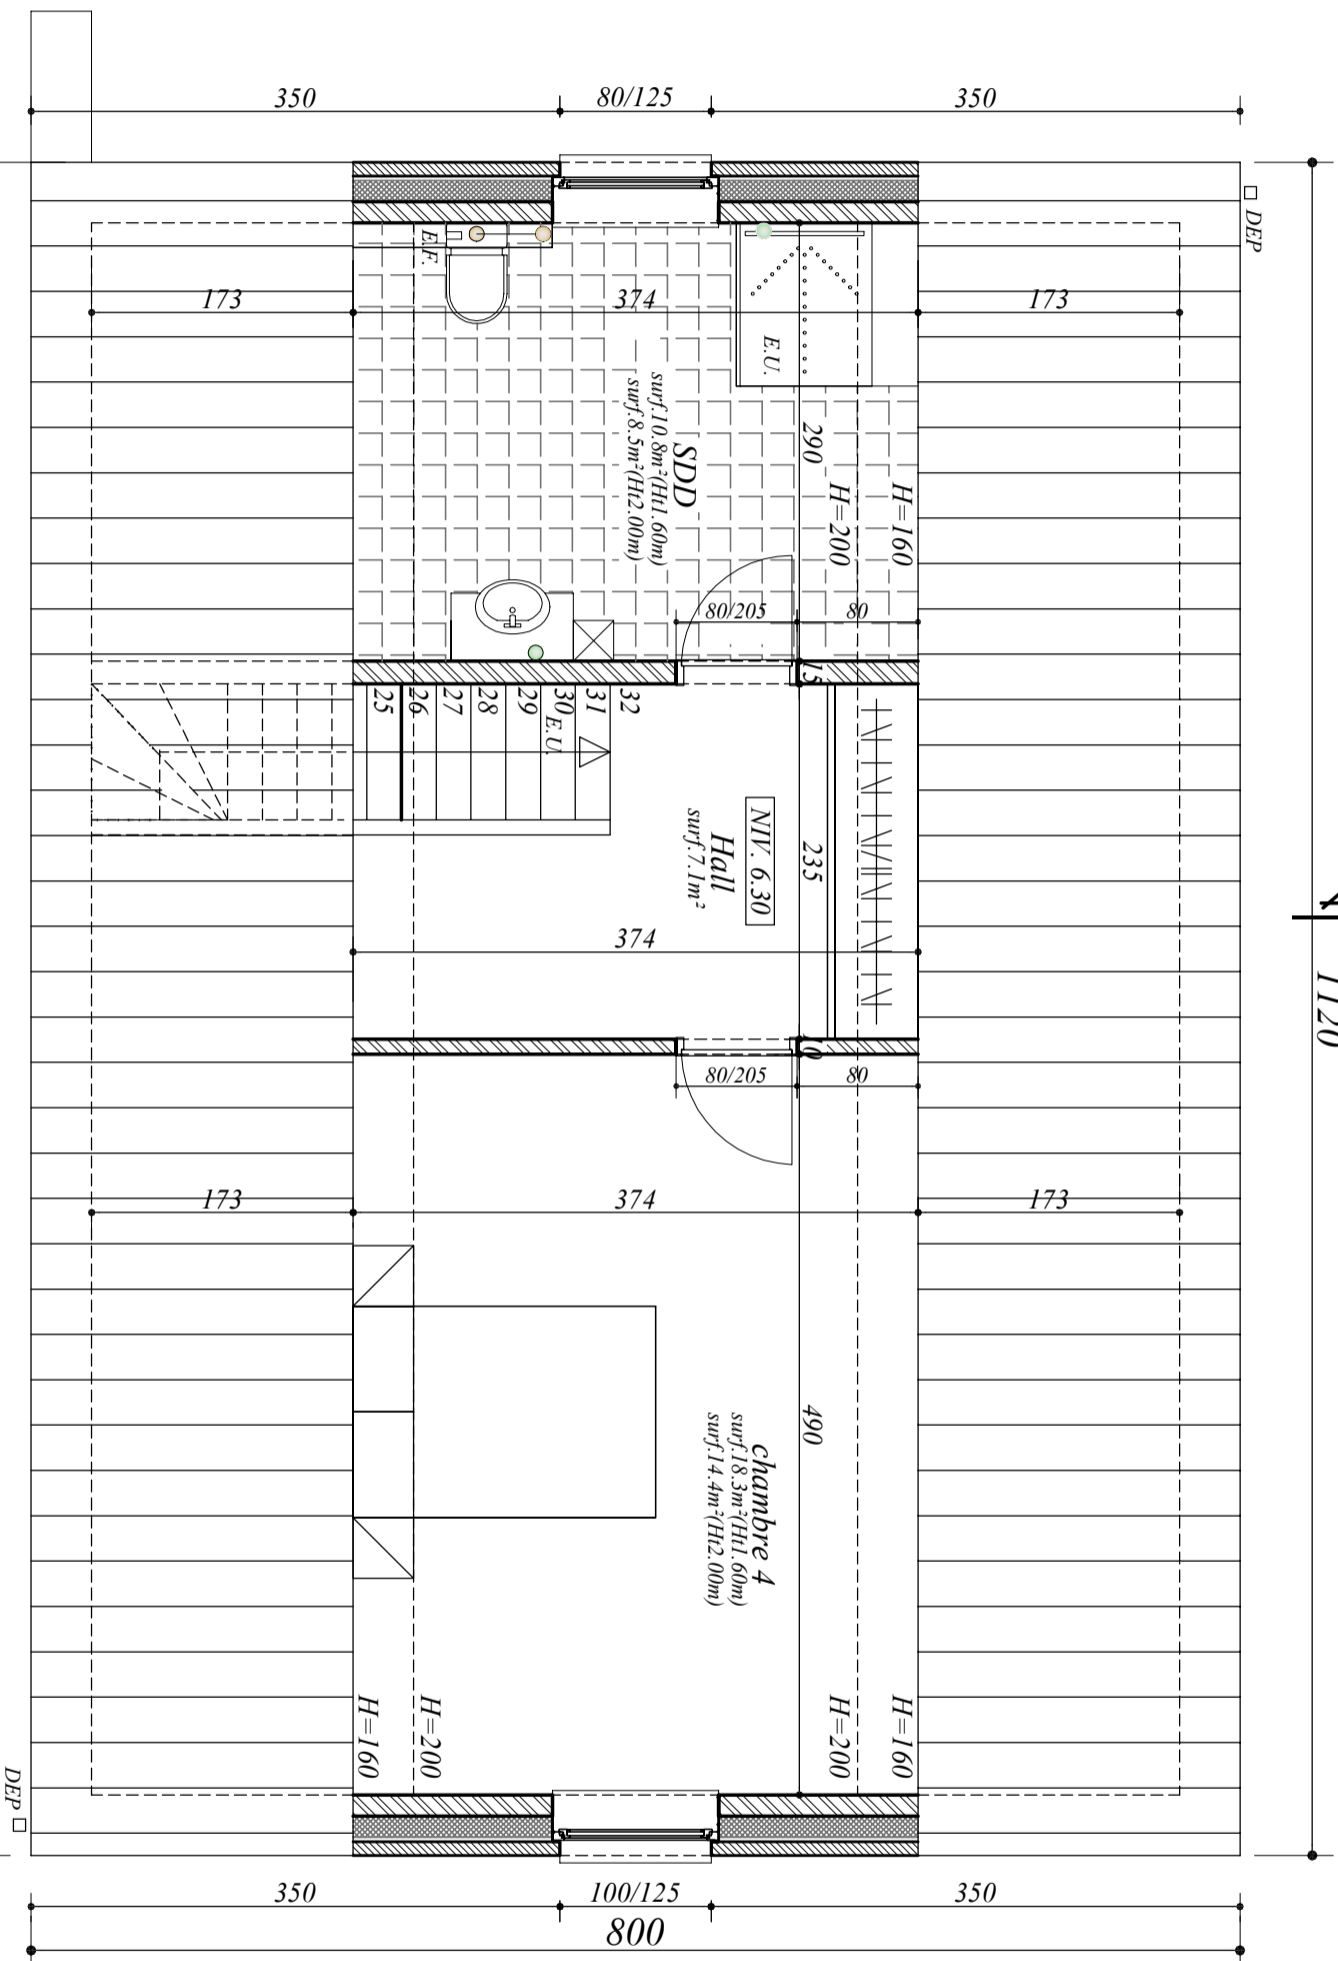 350
80/125
350
DEP
E.F.
173
374
173
E.U.
290
H=200
H=160
SDD
surf.10.8m²(Ht1.60m)
surf.8.5m²(Ht2.00m)
80/205
80
15
25
26
27
28
29
30
31
32
E.U.
NIV. 6.30
Hall
surf.7.1m²
235
374
1120
10
80/205
80
173
374
173
490
chambre 4
surf.18.3m²(Ht1.60m)
surf.14.4m²(Ht2.00m)
H=160
H=200
H=200
H=160
DEP
350
100/125
350
800